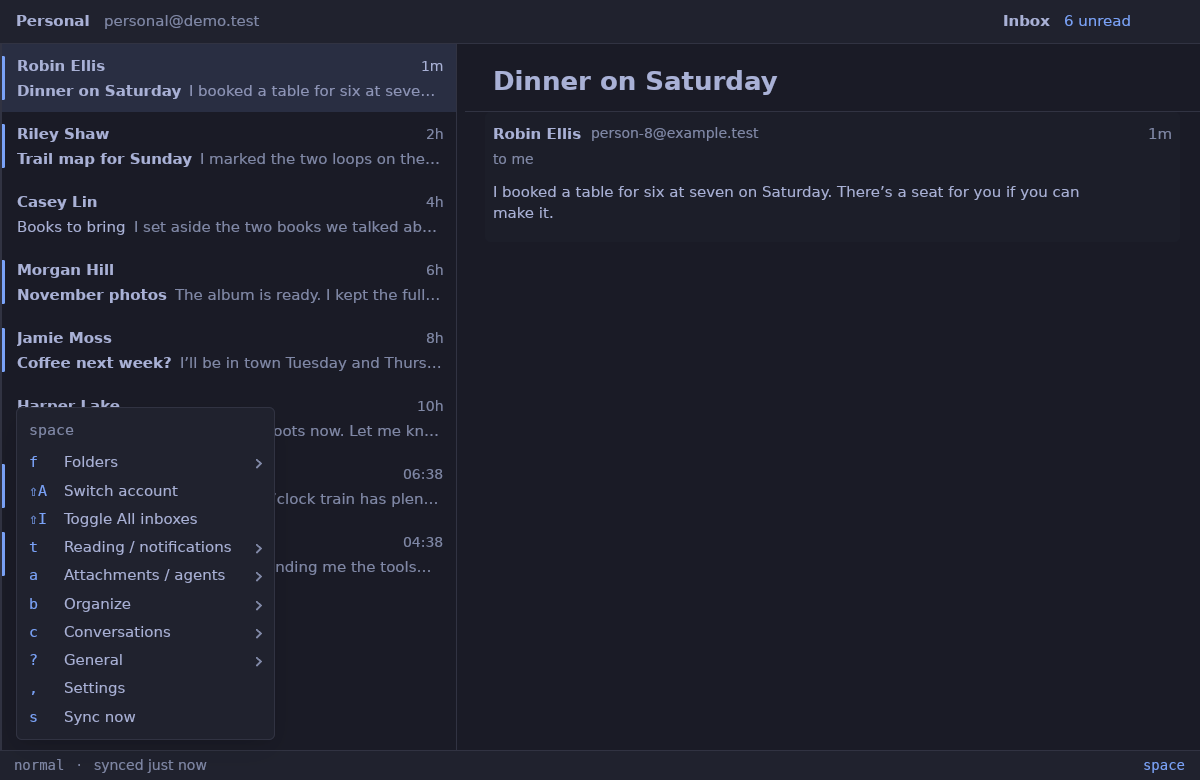 Personal personal@demo.test Inbox 6 unread
Robin Ellis 1m
Dinner on Saturday I booked a table for six at seve…
Riley Shaw 2h
Trail map for Sunday I marked the two loops on the…
Casey Lin 4h
Books to bring I set aside the two books we talked ab…
Morgan Hill 6h
November photos The album is ready. I kept the full…
Jamie Moss 8h
Coffee next week? I’ll be in town Tuesday and Thurs…
Harper Lake 10h
oots now. Let me kn…
06:38
’clock train has plen…
04:38
nding me the tools…
space
f Folders
⇧A Switch account
⇧I Toggle All inboxes
t Reading / notifications
a Attachments / agents
b Organize
c Conversations
? General
, Settings
s Sync now
Dinner on Saturday
Robin Ellis person-8@example.test 1m
to me
I booked a table for six at seven on Saturday. There’s a seat for you if you can
make it.
normal · synced just now space